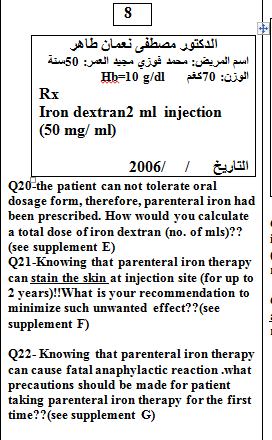 8
الدكتور مصطفى نعمان طاهر
اسم المريض: محمد فوزي مجيد العمر: 50سنة
الوزن: 70كغم Hb=10 g/dl
Rx
Iron dextran2 ml injection
(50 mg/ ml)
التاريخ / /2006
Q20-the patient can not tolerate oral
dosage form, therefore, parenteral iron had
been prescribed. How would you calculate
a total dose of iron dextran (no. of mls)??
(see supplement E)
Q21-Knowing that parenteral iron therapy
can stain the skin at injection site (for up to
2 years)!!What is your recommendation to
minimize such unwanted effect??(see
supplement F)
Q22- Knowing that parenteral iron therapy
can cause fatal anaphylactic reaction .what
precautions should be made for patient
taking parenteral iron therapy for the first
time??(see supplement G)